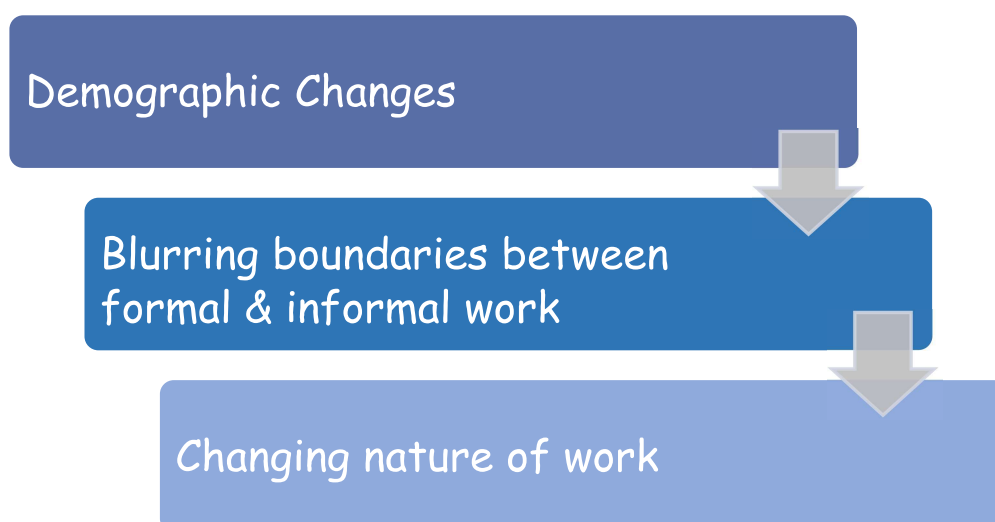 Demographic Changes
Blurring boundaries between
formal & informal work
Changing nature of work